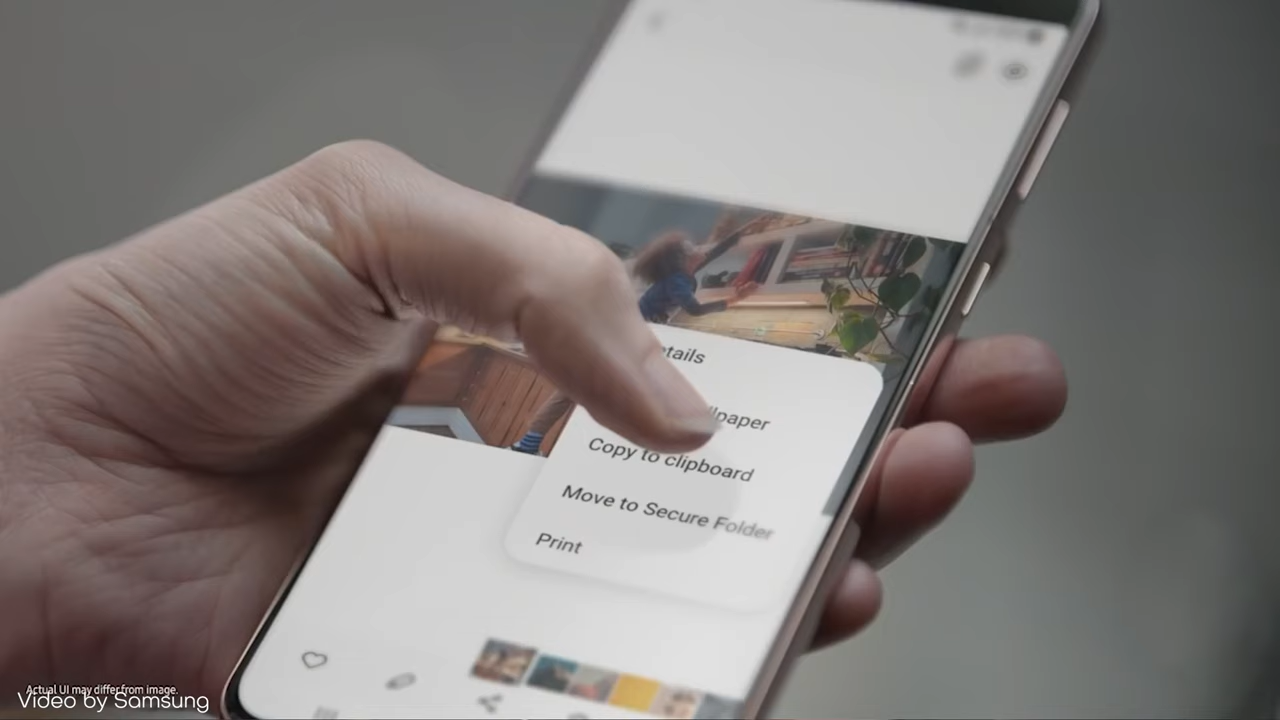 etails
llpaper
Copy to clipboard
Move to Secure Folder
Print
Actual UI may differ from image.
Video by Samsung